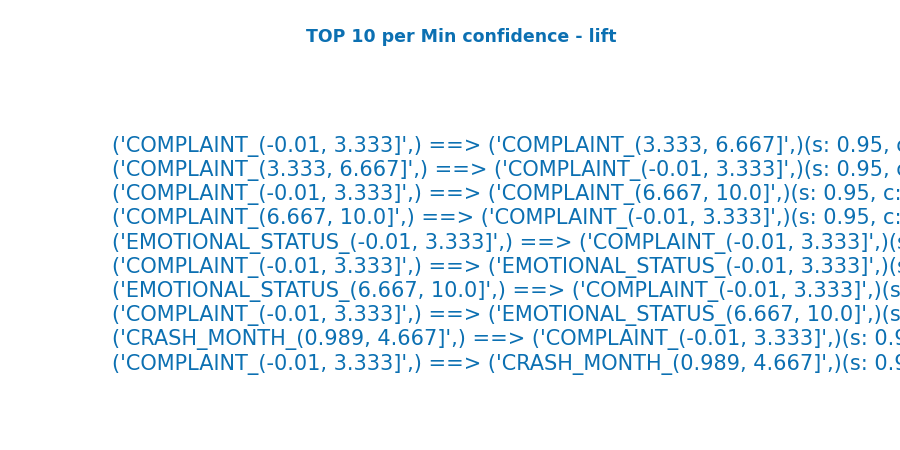 TOP 10 per Min confidence - lift
('COMPLAINT_(-0.01, 3.333]',) ==> ('COMPLAINT_(3.333, 6.667]',)(s: 0.95,
('COMPLAINT_(3.333, 6.667]',) ==> ('COMPLAINT_(-0.01, 3.333]',)(s: 0.95,
('COMPLAINT_(-0.01, 3.333]',) ==> ('COMPLAINT_(6.667, 10.0]',)(s: 0.95, c:
('COMPLAINT_(6.667, 10.0]',) ==> ('COMPLAINT_(-0.01, 3.333]',)(s: 0.95, c:
('EMOTIONAL_STATUS_(-0.01, 3.333]',) ==> ('COMPLAINT_(-0.01, 3.333]',)(s
('COMPLAINT_(-0.01, 3.333]',) ==> ('EMOTIONAL_STATUS_(-0.01, 3.333]',)(s
('EMOTIONAL_STATUS_(6.667, 10.0]',) ==> ('COMPLAINT_(-0.01, 3.333]',)(s
('COMPLAINT_(-0.01, 3.333]',) ==> ('EMOTIONAL_STATUS_(6.667, 10.0]',)(s
('CRASH_MONTH_(0.989, 4.667]',) ==> ('COMPLAINT_(-0.01, 3.333]',)(s: 0.9
('COMPLAINT_(-0.01, 3.333]',) ==> ('CRASH_MONTH_(0.989, 4.667]',)(s: 0.9